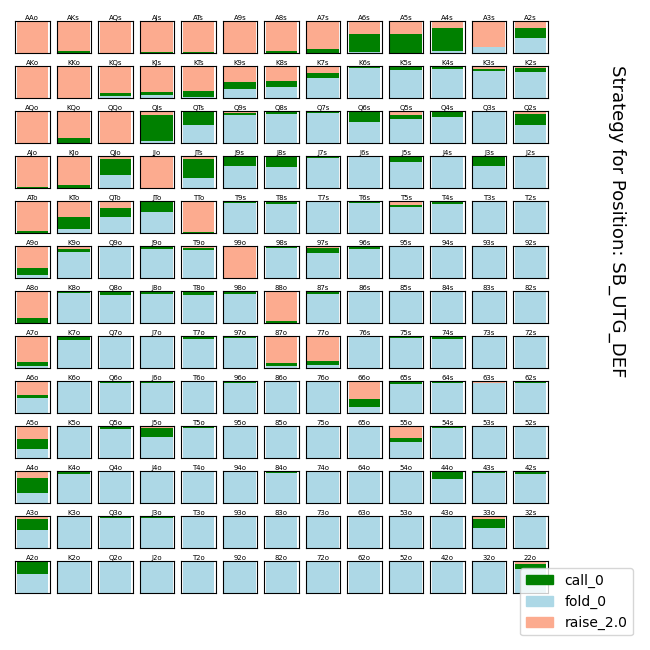 AAo AKs AQs AJs ATs A9s A8s A7s A6s A5s A4s A3s A2s
AKo KKo KQs KJs KTs K9s K8s K7s K6s K5s K4s K3s K2s
AQo KQo QQo QJs QTs Q9s Q8s Q7s Q6s Q5s Q4s Q3s Q2s
AJo KJo QJo JJo JTs J9s J8s J7s J6s J5s J4s J3s J2s
ATo KTo QTo JTo TTo T9s T8s T7s T6s T5s T4s T3s T2s
A9o K9o Q9o J9o T9o 99o 98s 97s 96s 95s 94s 93s 92s
A8o K8o Q8o J8o T8o 98o 88o 87s 86s 85s 84s 83s 82s
A7o K7o Q7o J7o T7o 97o 87o 77o 76s 75s 74s 73s 72s
A6o K6o Q6o J6o T6o 96o 86o 76o 66o 65s 64s 63s 62s
A5o K5o Q5o J5o T5o 95o 85o 75o 65o 55o 54s 53s 52s
A4o K4o Q4o J4o T4o 94o 84o 74o 64o 54o 44o 43s 42s
A3o K3o Q3o J3o T3o 93o 83o 73o 63o 53o 43o 33o 32s
A2o K2o Q2o J2o T2o 92o 82o 72o 62o 52o 42o 32o 22o
Strategy for Position: SB_UTG_DEF
call_0
fold_0
raise_2.0